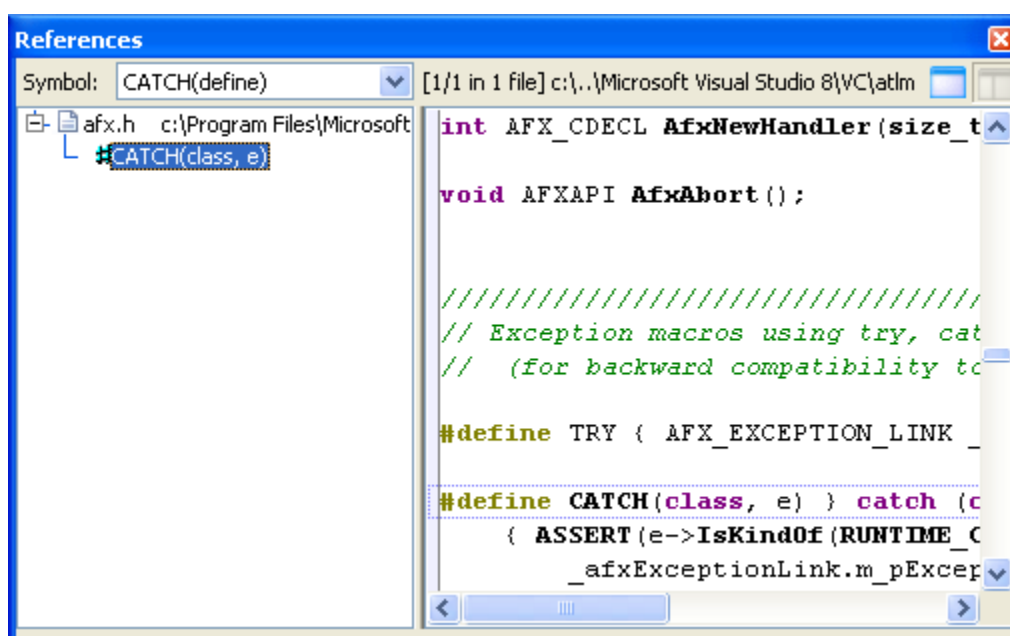 References
Symbol: CATCH(define) [1/1 in 1 file] c:\..\Microsoft Visual Studio 8\VC\atlm
afx.h c:\Program Files\Microsoft
CATCH(class, e)
int AFX_CDECL AfxNewHandler(size_t
void AFXAPI AfxAbort();
///////////////////////////////////
// Exception macros using try, cat
//  (for backward compatibility to
#define TRY { AFX_EXCEPTION_LINK _
#define CATCH(class, e) } catch (c
{ ASSERT(e->IsKindOf(RUNTIME_C
_afxExceptionLink.m_pExcep